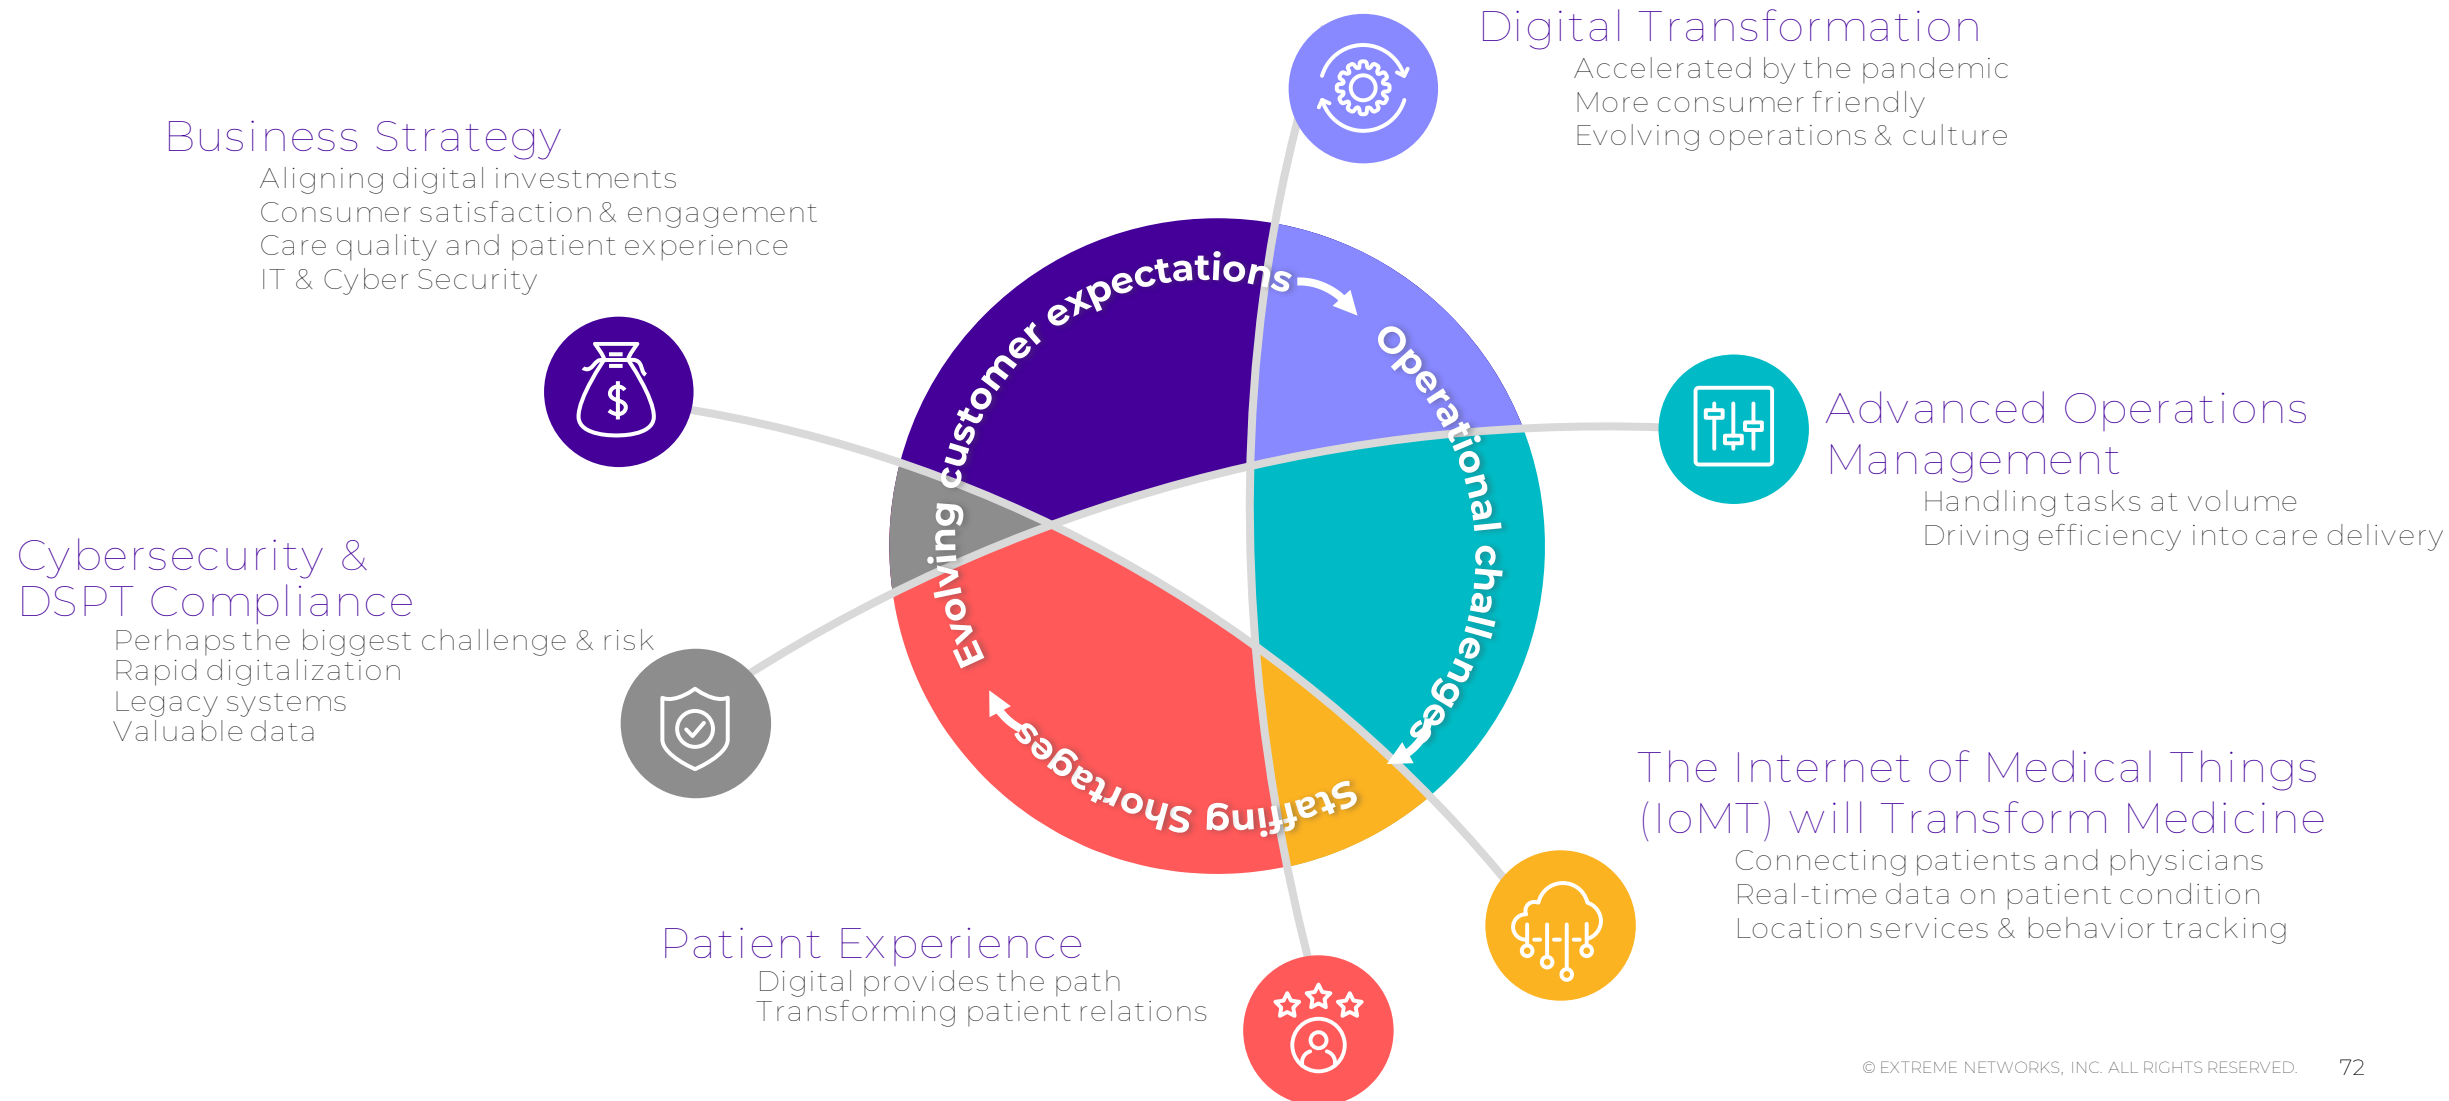 Digital Transformation
Accelerated by the pandemic
More consumer friendly
Evolving operations & culture
Business Strategy
Aligning digital investments
Consumer satisfaction & engagement
Care quality and patient experience
IT & Cyber Security
Evolving customer expectations
Operational challenges
Staffing Shortages
$
Advanced Operations
Management
Handling tasks at volume
Driving efficiency into care delivery
Cybersecurity &
DSPT Compliance
Perhaps the biggest challenge & risk
Rapid digitalization
Legacy systems
Valuable data
The Internet of Medical Things
(IoMT) will Transform Medicine
Connecting patients and physicians
Real-time data on patient condition
Location services & behavior tracking
Patient Experience
Digital provides the path
Transforming patient relations
© EXTREME NETWORKS, INC. ALL RIGHTS RESERVED.
72